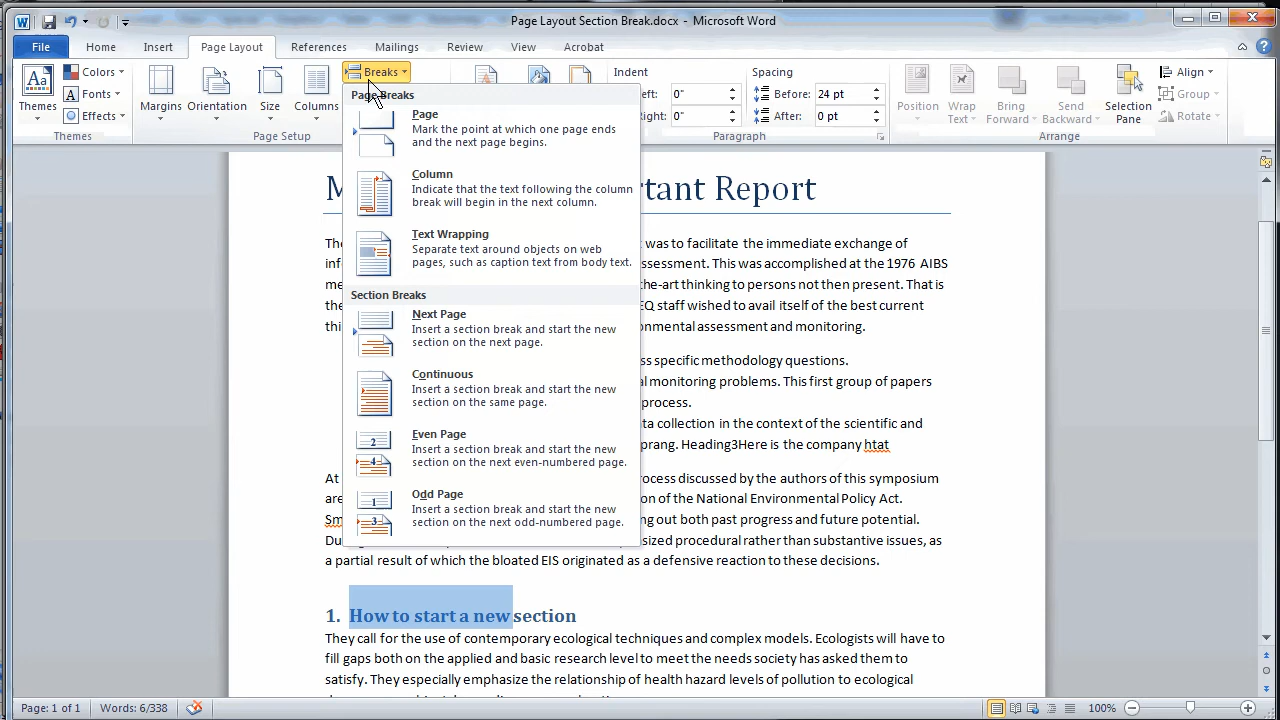 Page Layout Section Break.docx - Microsoft Word
File Home Insert Page Layout References Mailings Review View Acrobat
Themes
Colors
Fonts
Effects
Themes
Margins Orientation Size Columns
Breaks
Page Setup
Indent
Left: 0"
Right: 0"
Spacing
Before: 24 pt
After: 0 pt
Paragraph
Position
Wrap Text
Bring Forward
Send Backward
Selection Pane
Align
Group
Rotate
Arrange
Page Breaks
Page
Mark the point at which one page ends
and the next page begins.
Column
Indicate that the text following the column
break will begin in the next column.
Text Wrapping
Separate text around objects on web
pages, such as caption text from body text.
Section Breaks
Next Page
Insert a section break and start the new
section on the next page.
Continuous
Insert a section break and start the new
section on the same page.
Even Page
Insert a section break and start the new
section on the next even-numbered page.
Odd Page
Insert a section break and start the new
section on the next odd-numbered page.
Report
was to facilitate the immediate exchange of
assessment. This was accomplished at the 1976 AIBS
thinking to persons not then present. That is
the staff wished to avail itself of the best current
assessment and monitoring.
specific methodology questions.
monitoring problems. This first group of papers
process.
collection in the context of the scientific and
Heading3Here is the company htat
At discussed by the authors of this symposium
are of the National Environmental Policy Act.
out both past progress and future potential.
procedural rather than substantive issues, as
a partial result of which the bloated EIS originated as a defensive reaction to these decisions.
1. How to start a new section
They call for the use of contemporary ecological techniques and complex models. Ecologists will have to
fill gaps both on the applied and basic research level to meet the needs society has asked them to
satisfy. They especially emphasize the relationship of health hazard levels of pollution to ecological
Page: 1 of 1 Words: 6/338 100%